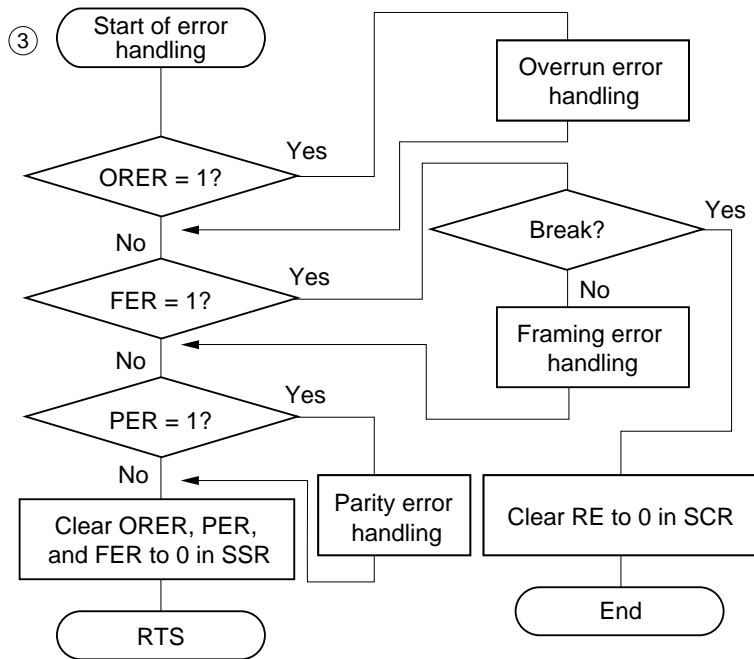 3
Start of error
handling
Overrun error
handling
Yes
ORER = 1?
No
Yes
Break?
Yes
FER = 1?
No
No
Framing error
handling
Yes
PER = 1?
No
Parity error
handling
Clear ORER, PER,
and FER to 0 in SSR
Clear RE to 0 in SCR
RTS
End